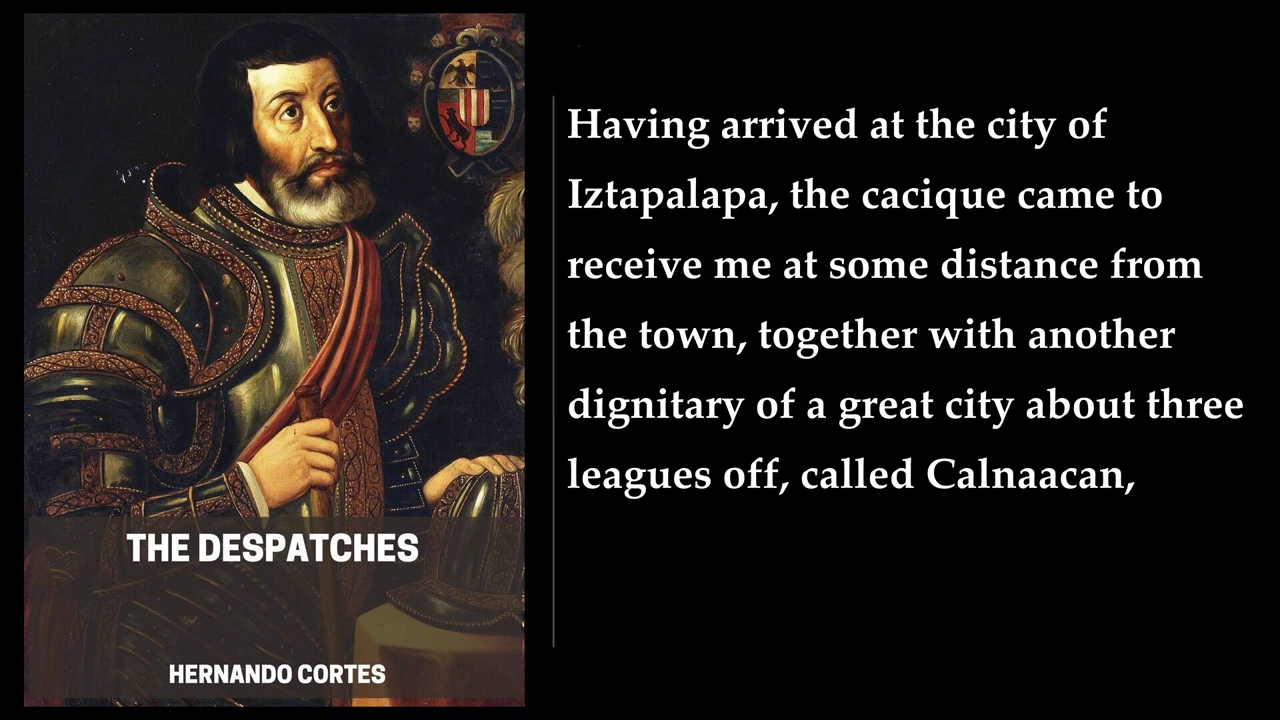 THE DESPATCHES
HERNANDO CORTES
Having arrived at the city of
Iztapalapa, the cacique came to
receive me at some distance from
the town, together with another
dignitary of a great city about three
leagues off, called Calnaacan,